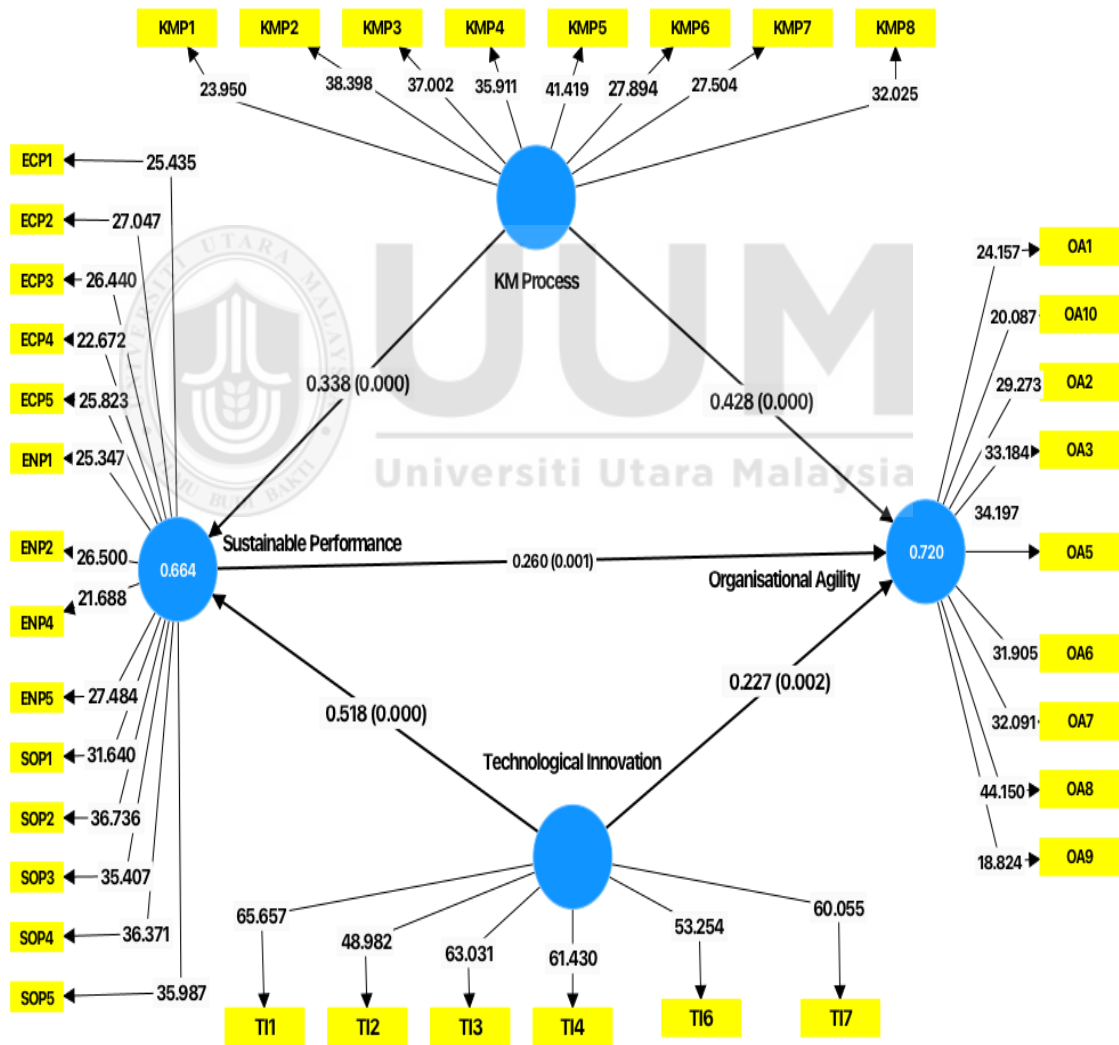 KMP1 KMP2 KMP3 KMP4 KMP5 KMP6 KMP7 KMP8
23.950 38.398 37.002 35.911 41.419 27.894 27.504 32.025
KM Process
0.338 (0.000)
0.428 (0.000)
ECP1 25.435
ECP2 27.047
ECP3 26.440
ECP4 22.672
ECP5 25.823
ENP1 25.347
ENP2 26.500
ENP4 21.688
ENP5 27.484
SOP1 31.640
SOP2 36.736
SOP3 35.407
SOP4 36.371
SOP5 35.987
0.664
Sustainable Performance
0.260 (0.001)
Organisational Agility
0.720
24.157 OA1
20.087 OA10
29.273 OA2
33.184 OA3
34.197 OA5
31.905 OA6
32.091 OA7
44.150 OA8
18.824 OA9
0.518 (0.000)
0.227 (0.002)
Technological Innovation
65.657 48.982 63.031 61.430 53.254 60.055
TI1 TI2 TI3 TI4 TI6 TI7
UUM
Universiti Utara Malaysia
UNIVERSITI UTARA MALAYSIA